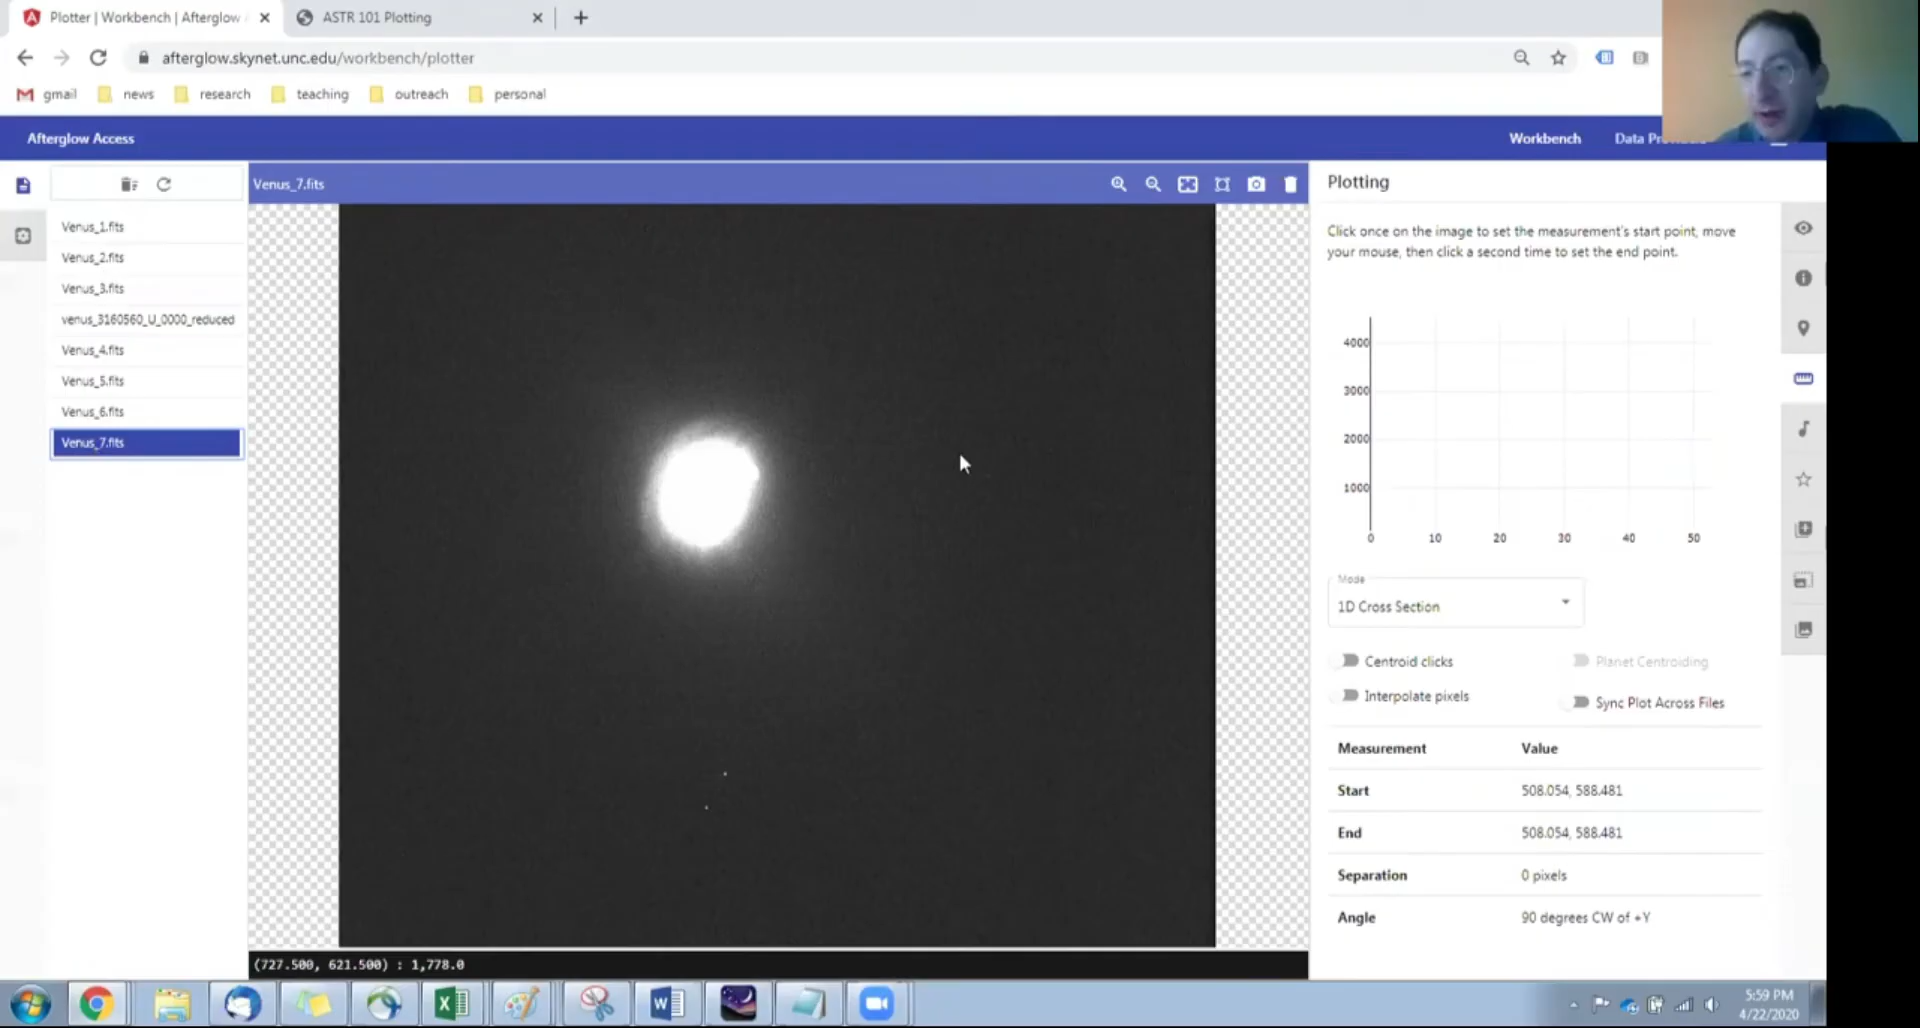 Plotter | Workbench | Afterglow
ASTR 101 Plotting
afterglow.skynet.unc.edu/workbench/plotter
gmail
news
research
teaching
outreach
personal
Afterglow Access
Workbench
Data
Venus_7.fits
Venus_1.fits
Venus_2.fits
Venus_3.fits
venus_3160560_U_0000_reduced
Venus_4.fits
Venus_5.fits
Venus_6.fits
Venus_7.fits
(727.500, 621.500) : 1,778.0
Plotting
Click once on the image to set the measurement's start point, move
your mouse, then click a second time to set the end point.
4000
3000
2000
1000
0 10 20 30 40 50
Mode
1D Cross Section
Centroid clicks
Planet Centroiding
Interpolate pixels
Sync Plot Across Files
Measurement Value
Start 508.054, 588.481
End 508.054, 588.481
Separation 0 pixels
Angle 90 degrees CW of +Y
5:59 PM
4/22/2020